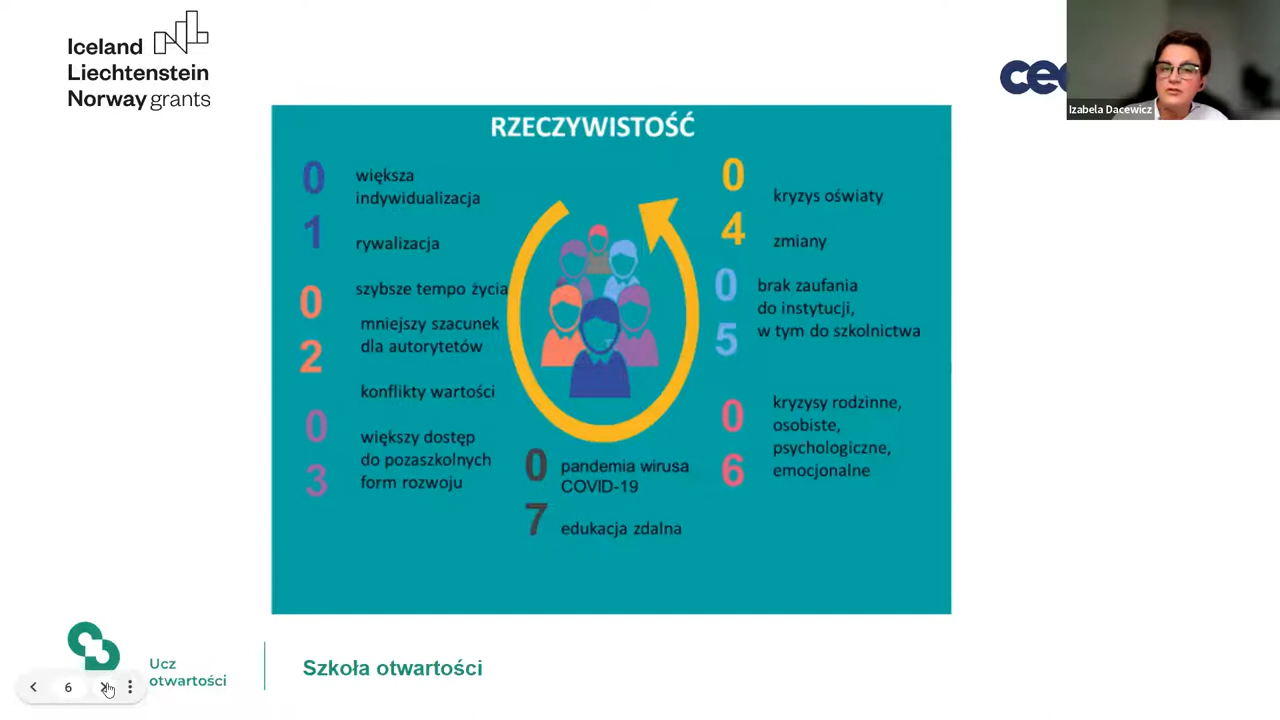 Iceland
Liechtenstein
Norway grants
Izabela Dacewicz
RZECZYWISTOŚĆ
0
1
większa
indywidualizacja
rywalizacja
szybsze tempo życia
0
2
mniejszy szacunek
dla autorytetów
konflikty wartości
0
3
większy dostęp
do pozaszkolnych
form rozwoju
0
4
kryzys oświaty
zmiany
0
5
brak zaufania
do instytucji,
w tym do szkolnictwa
0
6
kryzysy rodzinne,
osobiste,
psychologiczne,
emocjonalne
0
7
pandemia wirusa
COVID-19
edukacja zdalna
Ucz
otwartości
Szkoła otwartości
6